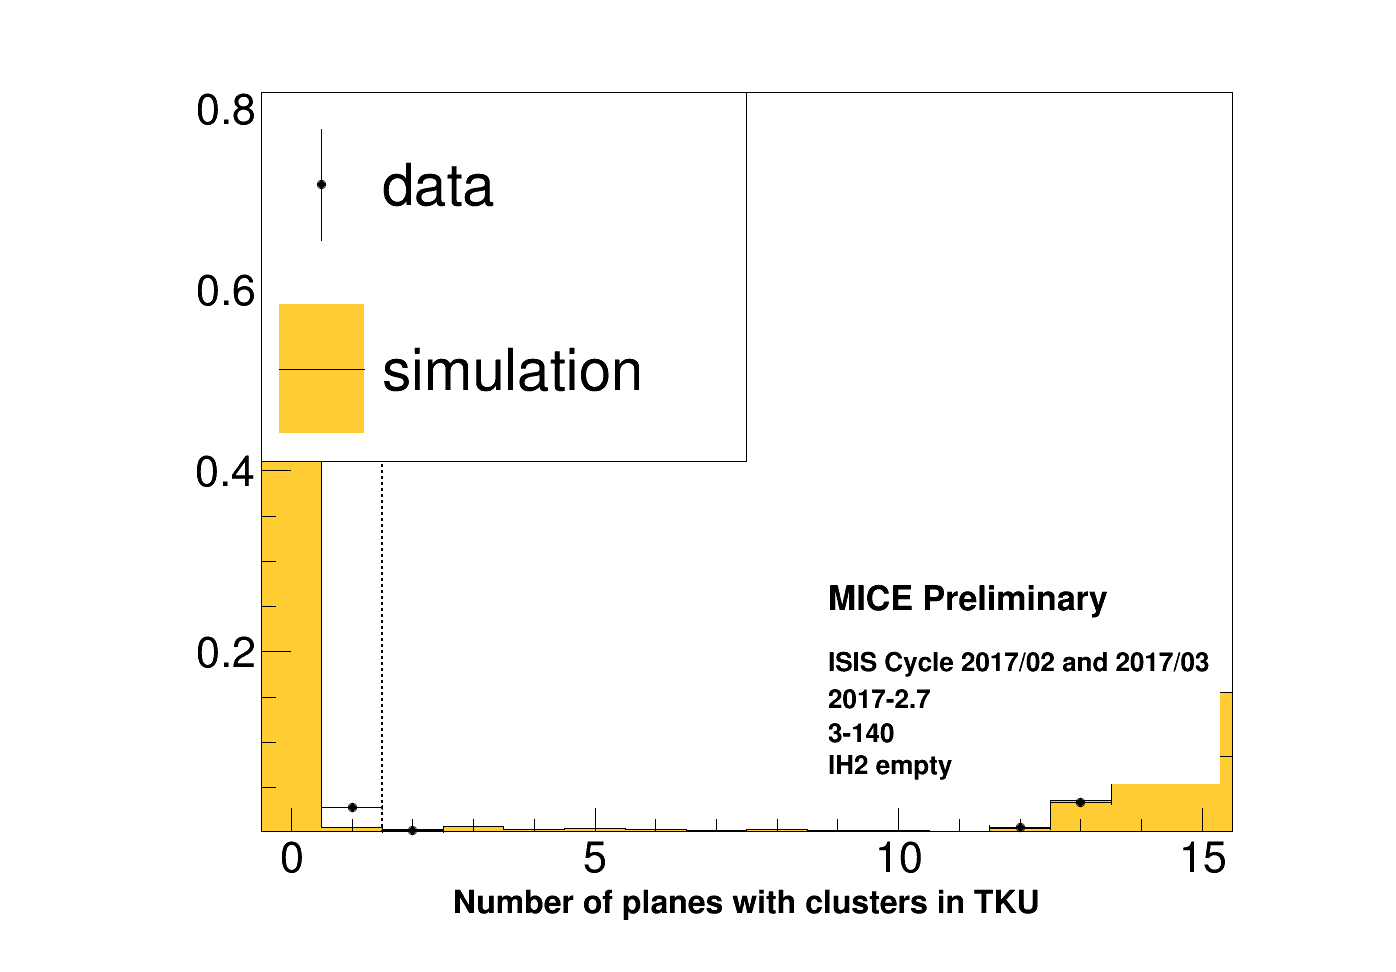 0.8
data
0.6
simulation
0.4
MICE Preliminary
0.2
ISIS Cycle 2017/02 and 2017/03
2017-2.7
3-140
IH2 empty
0 5 10 15
Number of planes with clusters in TKU